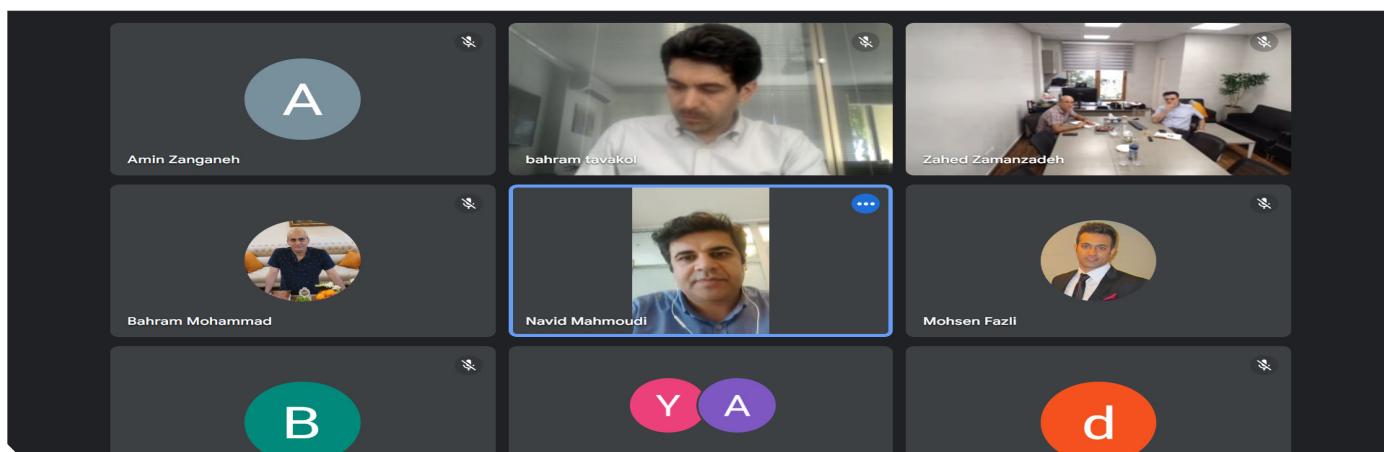 A
Amin Zanganeh
bahram tavakol
Zahed Zamanzadeh
Bahram Mohammad
Navid Mahmoudi
Mohsen Fazli
B
Y A
d